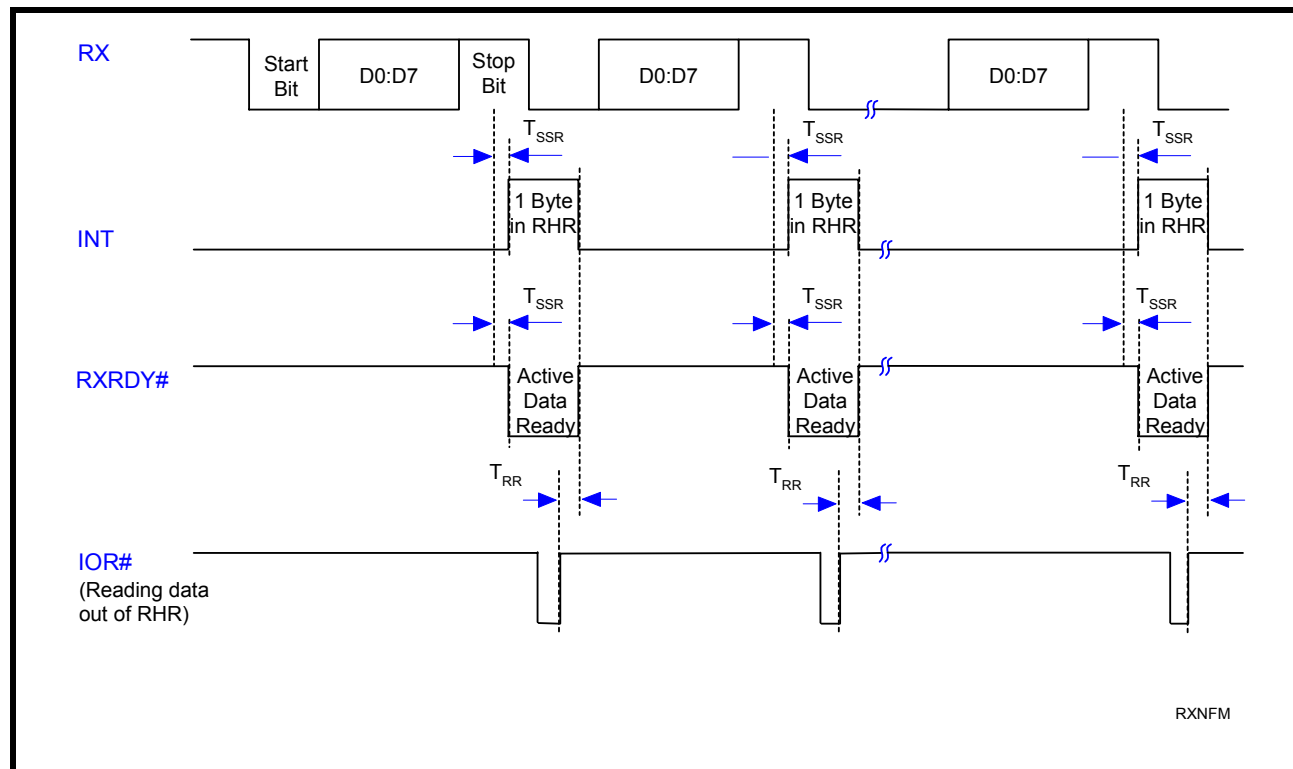 RX
Start
Bit
D0:D7
Stop
Bit
D0:D7
D0:D7
TSSR
TSSR
TSSR
INT
1 Byte
in RHR
1 Byte
in RHR
1 Byte
in RHR
TSSR
TSSR
TSSR
RXRDY#
Active
Data
Ready
Active
Data
Ready
Active
Data
Ready
TRR
TRR
TRR
IOR#
(Reading data
out of RHR)
RXNFM